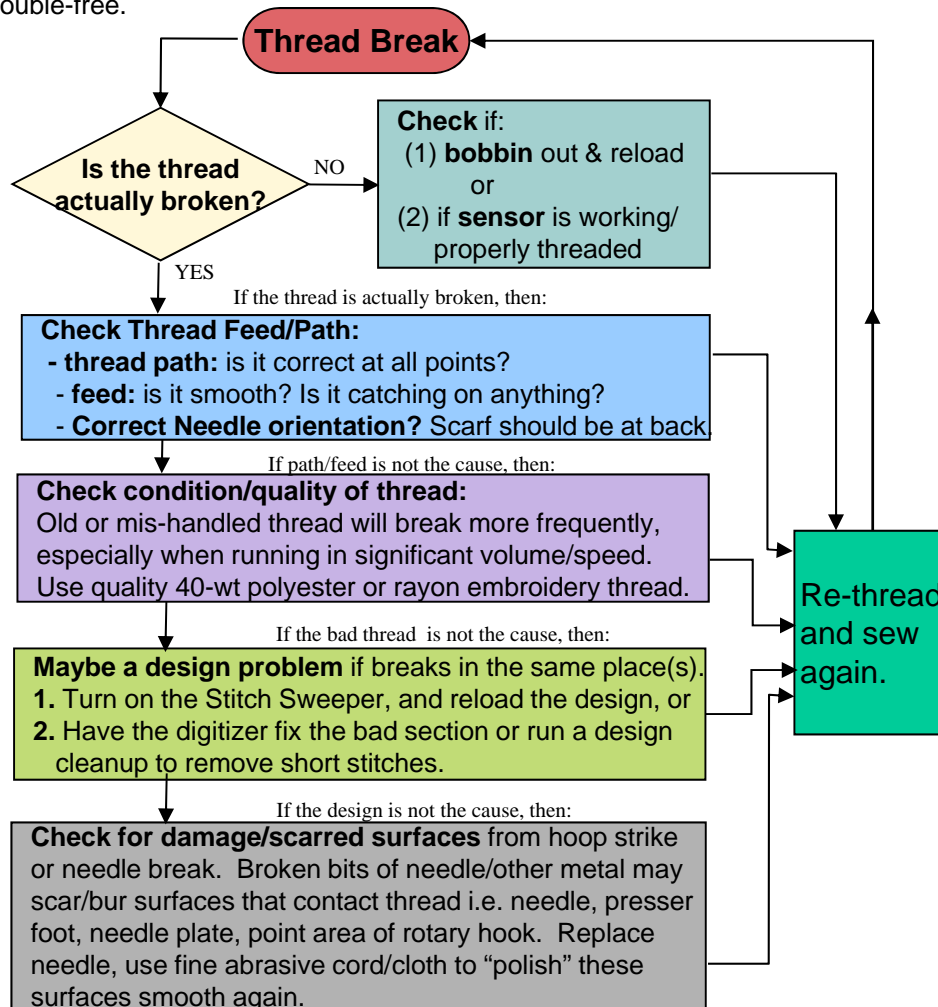 ouble-free.
Thread Break
Is the thread
actually broken?
NO
Check if:
(1) bobbin out & reload
or
(2) if sensor is working/
properly threaded
YES
If the thread is actually broken, then:
Check Thread Feed/Path:
- thread path: is it correct at all points?
- feed: is it smooth? Is it catching on anything?
- Correct Needle orientation? Scarf should be at back.
If path/feed is not the cause, then:
Check condition/quality of thread:
Old or mis-handled thread will break more frequently,
especially when running in significant volume/speed.
Use quality 40-wt polyester or rayon embroidery thread.
If the bad thread  is not the cause, then:
Maybe a design problem if breaks in the same place(s).
1. Turn on the Stitch Sweeper, and reload the design, or
2. Have the digitizer fix the bad section or run a design
cleanup to remove short stitches.
If the design is not the cause, then:
Check for damage/scarred surfaces from hoop strike
or needle break.  Broken bits of needle/other metal may
scar/bur surfaces that contact thread i.e. needle, presser
foot, needle plate, point area of rotary hook.  Replace
needle, use fine abrasive cord/cloth to “polish” these
surfaces smooth again.
Re-thread
and sew
again.